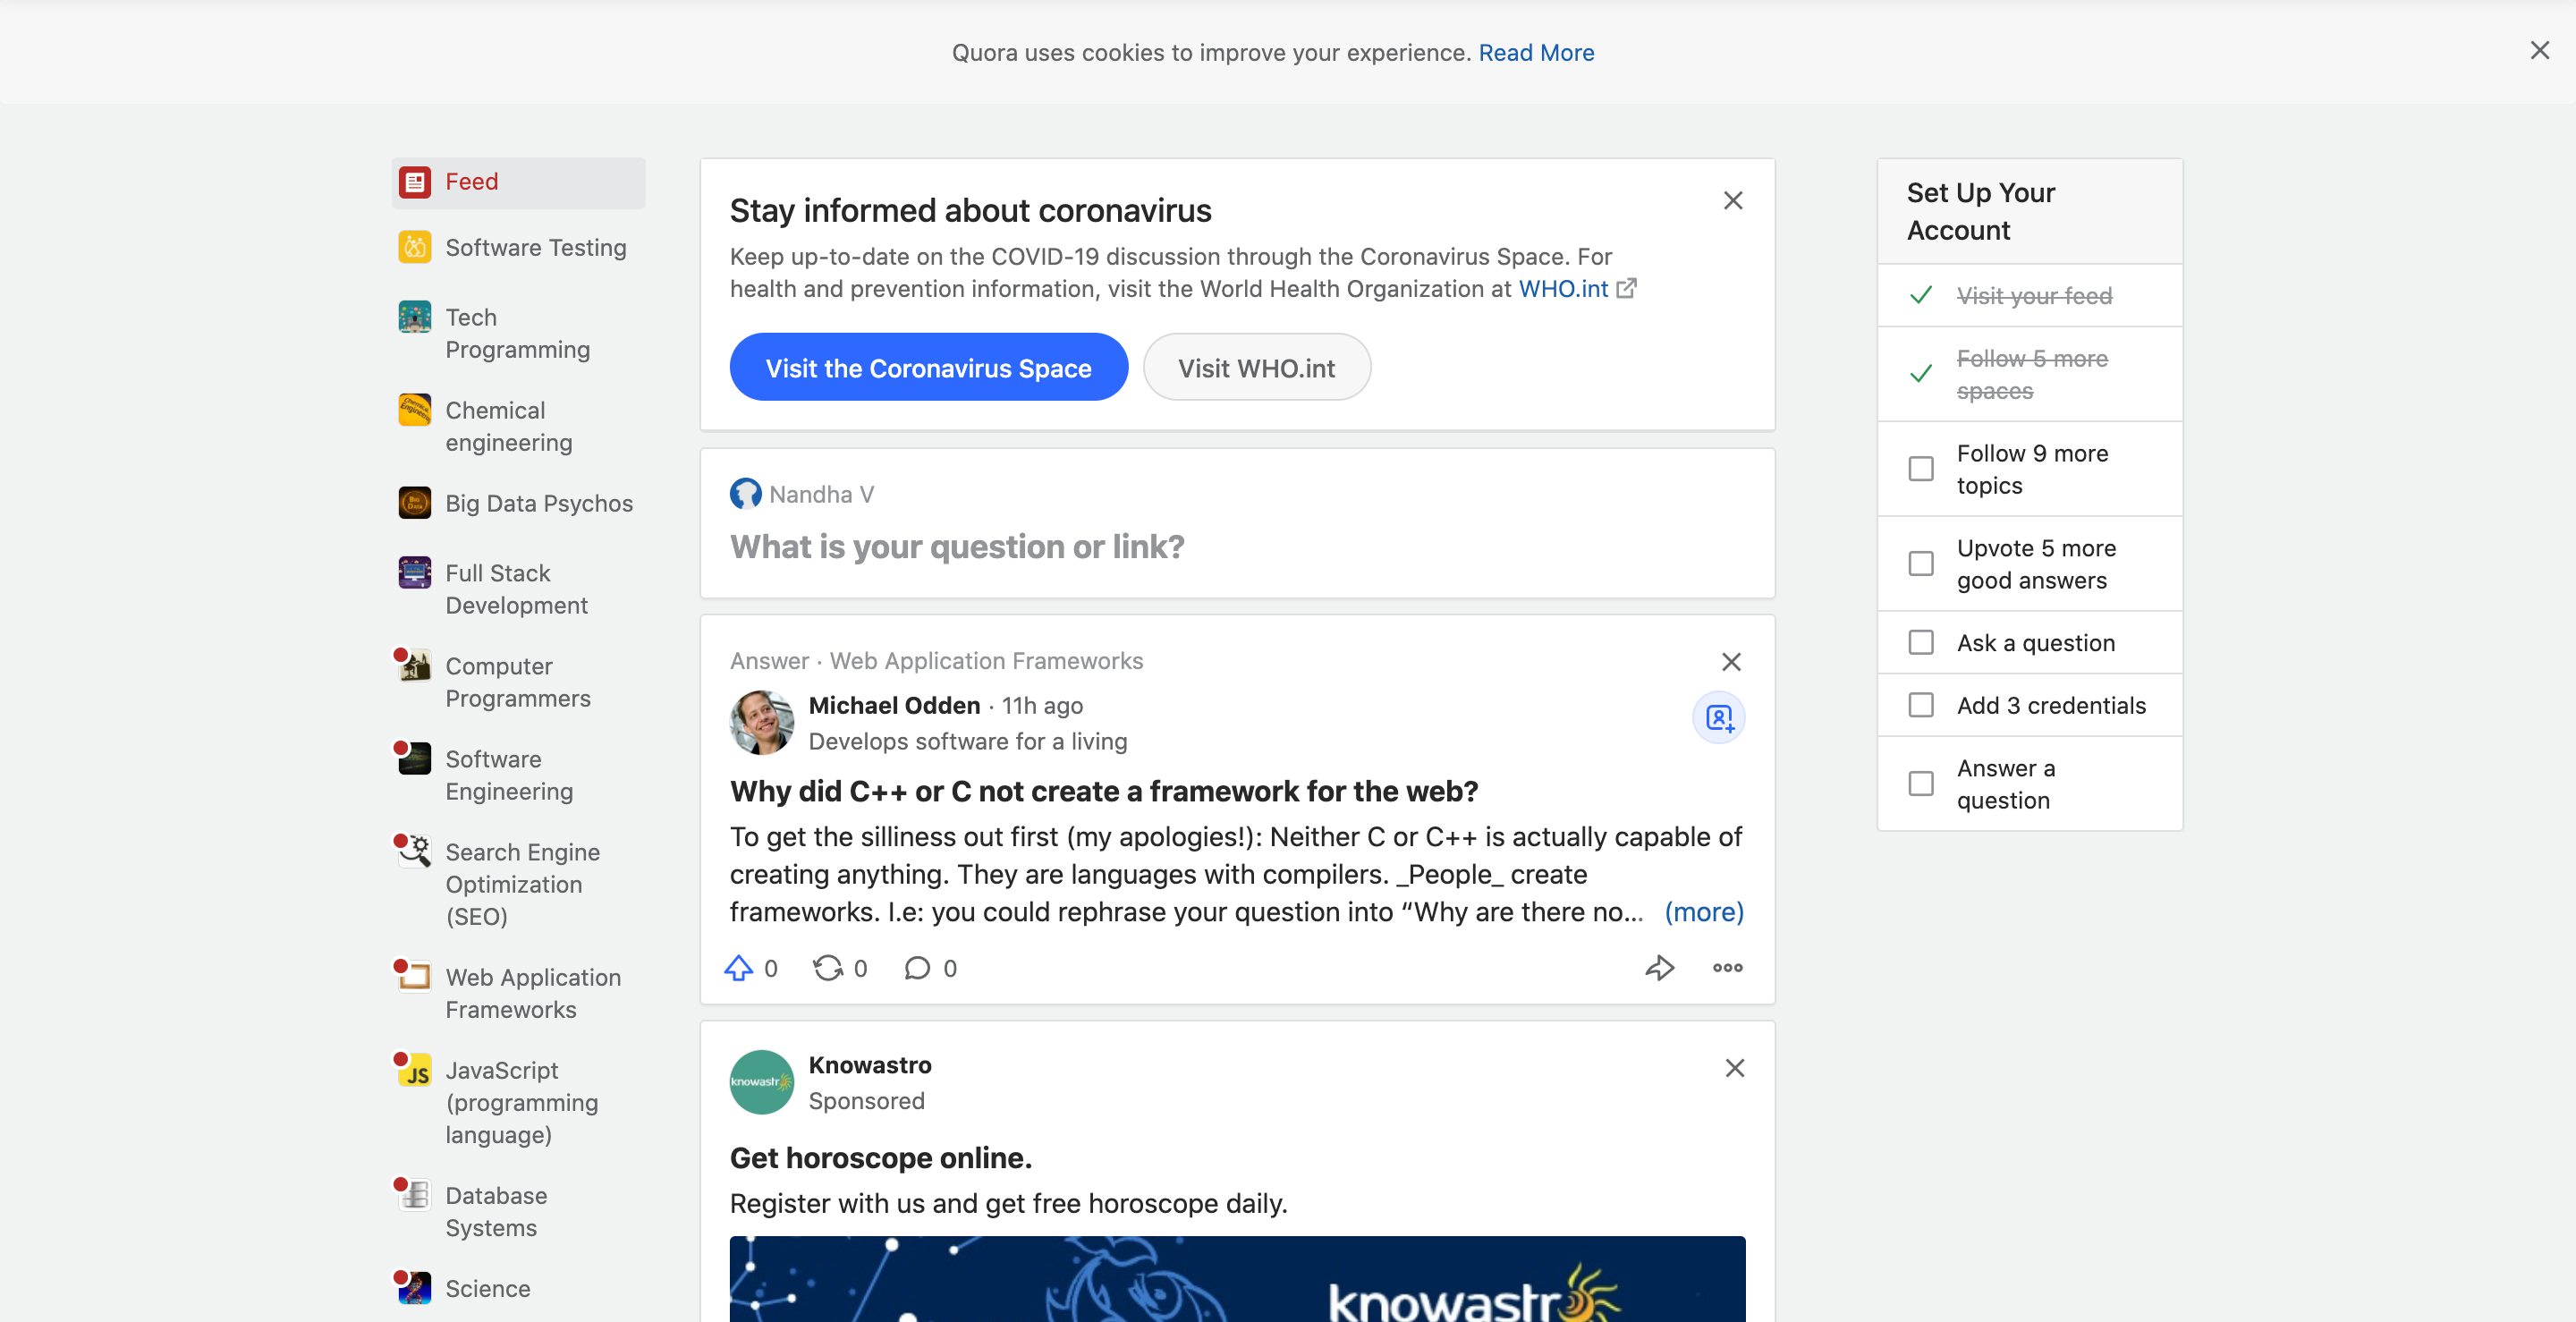 Quora uses cookies to improve your experience. Read More
Feed
Software Testing
Tech
Programming
Chemical
engineering
Big Data Psychos
Full Stack
Development
Computer
Programmers
Software
Engineering
Search Engine
Optimization
(SEO)
Web Application
Frameworks
JS
JavaScript
(programming
language)
Database
Systems
Science
Stay informed about coronavirus
Keep up-to-date on the COVID-19 discussion through the Coronavirus Space. For
health and prevention information, visit the World Health Organization at WHO.int
Visit the Coronavirus Space
Visit WHO.int
Nandha V
What is your question or link?
Answer · Web Application Frameworks
Michael Odden · 11h ago
Develops software for a living
Why did C++ or C not create a framework for the web?
To get the silliness out first (my apologies!): Neither C or C++ is actually capable of
creating anything. They are languages with compilers. _People_ create
frameworks. I.e: you could rephrase your question into “Why are there no... (more)
0 0 0
knowastr
Knowastro
Sponsored
Get horoscope online.
Register with us and get free horoscope daily.
knowastr
Set Up Your
Account
Visit your feed
Follow 5 more
spaces
Follow 9 more
topics
Upvote 5 more
good answers
Ask a question
Add 3 credentials
Answer a
question